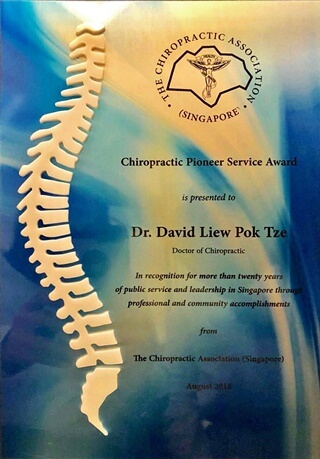 • THE CHIROPRACTIC ASSOCIATION •
(SINGAPORE)
Chiropractic Pioneer Service Award
is presented to
Dr. David Liew Pok Tze
Doctor of Chiropractic
In recognition for more than twenty years
of public service and leadership in Singapore through
professional and community accomplishments
from
The Chiropractic Association (Singapore)
August 2018